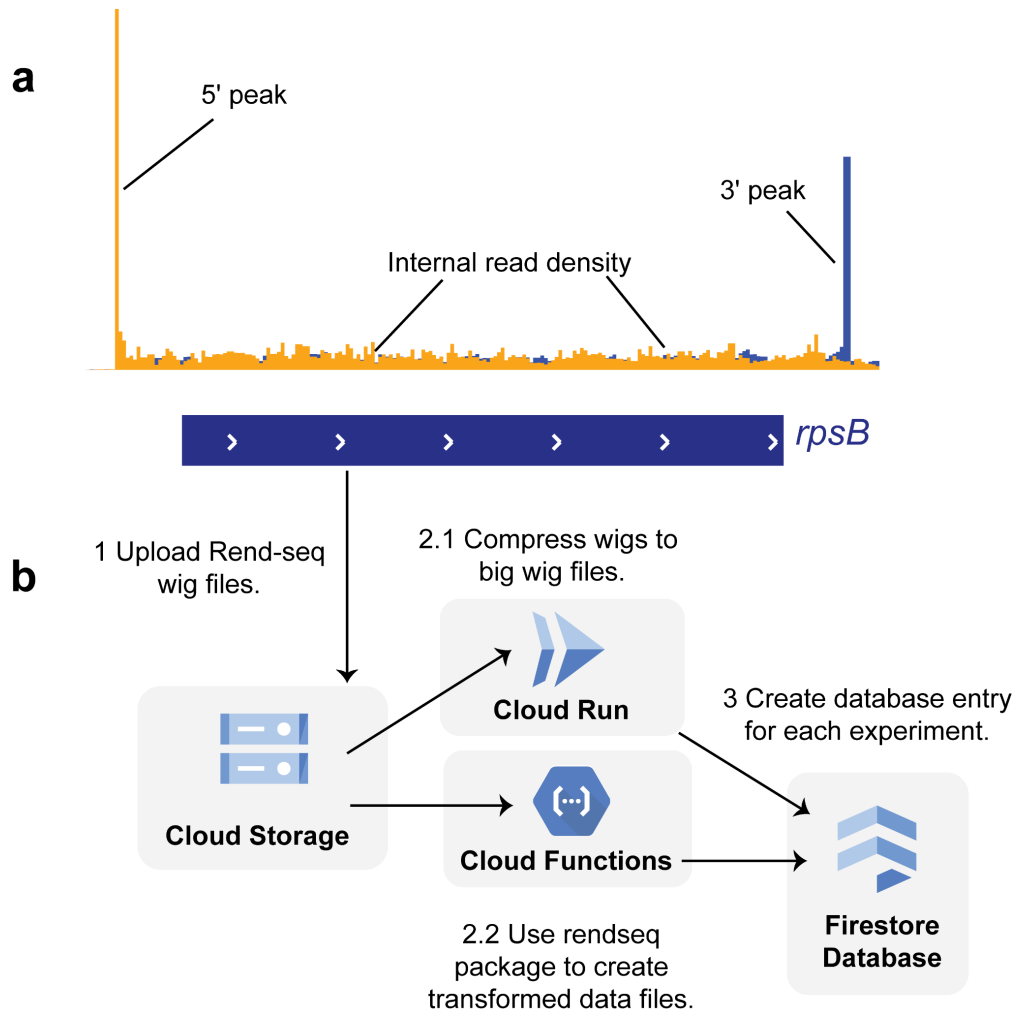 a
5' peak
3' peak
Internal read density
rpsB
b
1 Upload Rend-seq
wig files.
2.1 Compress wigs to
big wig files.
Cloud Run
3 Create database entry
for each experiment.
Cloud Storage
Cloud Functions
2.2 Use rendseq
package to create
transformed data files.
Firestore
Database